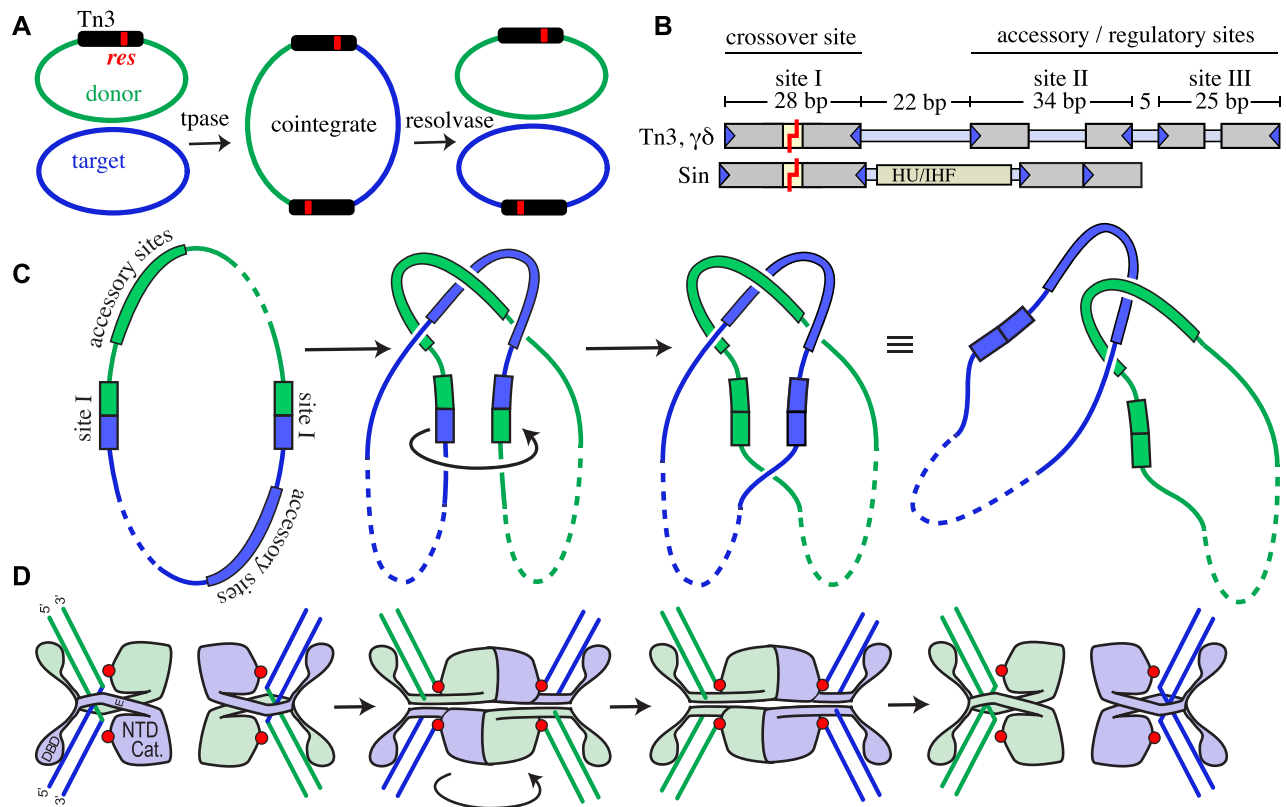 A
Tn3
res
donor
target
tpase
cointegrate
resolvase
B
crossover site
accessory / regulatory sites
site I
site II
site III
28 bp
22 bp
34 bp
5
25 bp
Tn3, γδ
Sin
HU/IHF
C
accessory sites
site I
site I
accessory sites
≡
D
5'
3'
E
DBD
NTD
Cat.
5'
3'